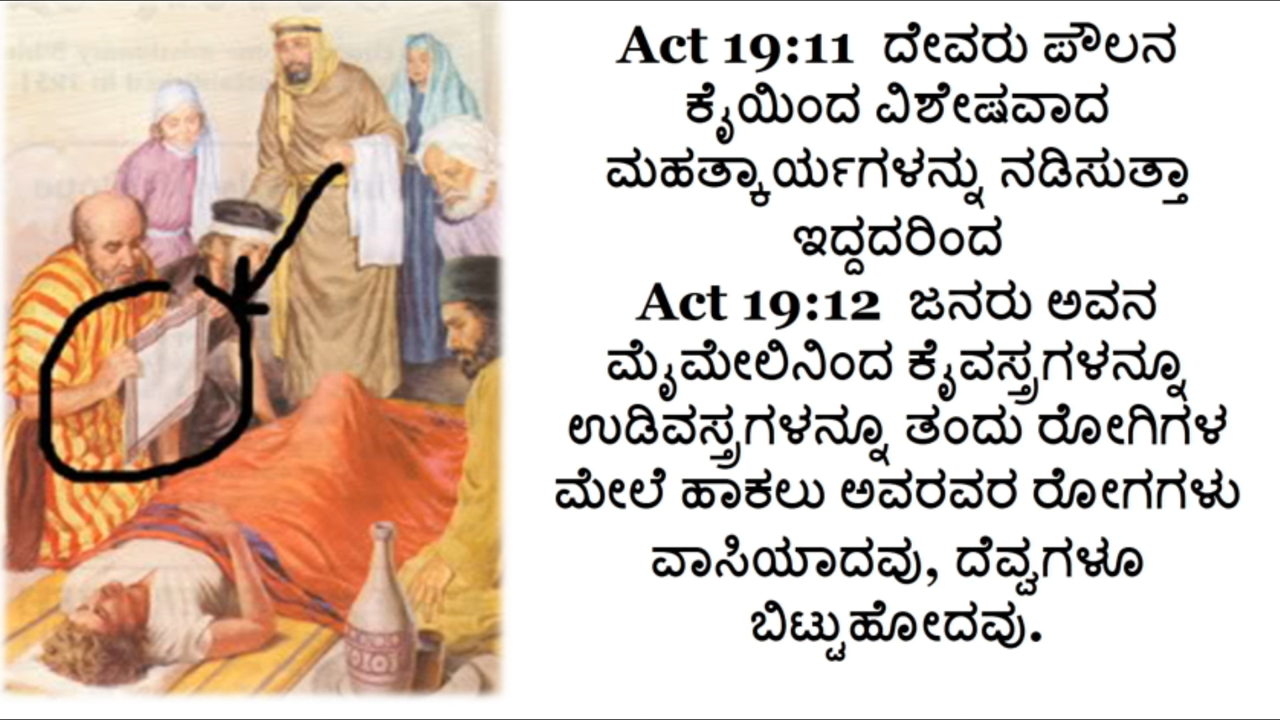 Act 19:11 ದೇವರು ಪೌಲನ
ಕೈಯಿಂದ ವಿಶೇಷವಾದ
ಮಹತ್ಕಾರ್ಯಗಳನ್ನು ನಡಿಸುತ್ತಾ
ಇದ್ದದರಿಂದ
Act 19:12 ಜನರು ಅವನ
ಮೈಮೇಲಿನಿಂದ ಕೈವಸ್ತ್ರಗಳನ್ನೂ
ಉಡಿವಸ್ತ್ರಗಳನ್ನೂ ತಂದು ರೋಗಿಗಳ
ಮೇಲೆ ಹಾಕಲು ಅವರವರ ರೋಗಗಳು
ವಾಸಿಯಾದವು, ದೆವ್ವಗಳೂ
ಬಿಟ್ಟುಹೋದವು.